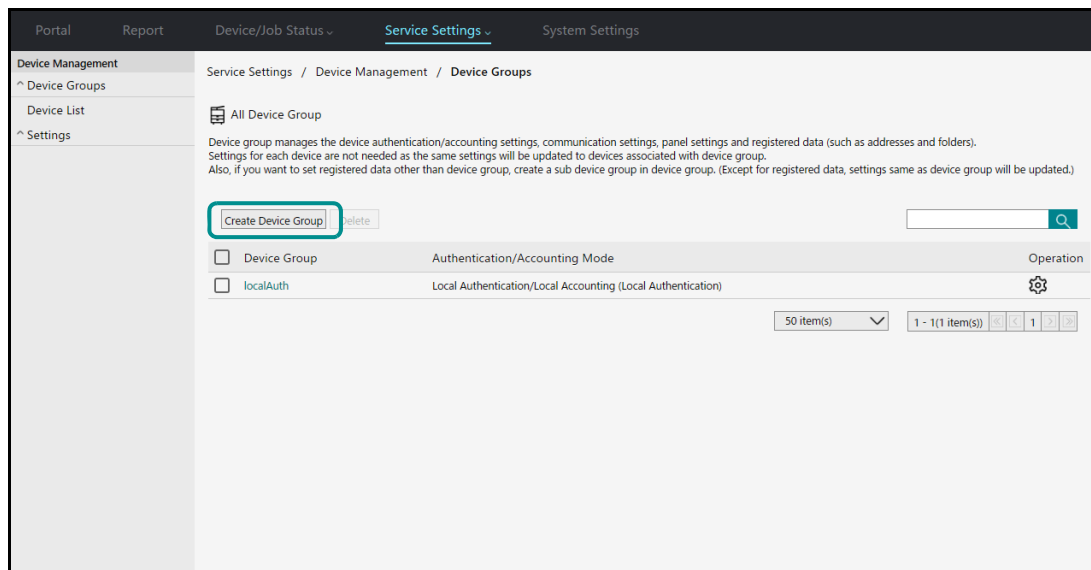 Portal Report Device/Job Status Service Settings System Settings
Device Management
Device Groups
Device List
Settings
Service Settings / Device Management / Device Groups
All Device Group
Device group manages the device authentication/accounting settings, communication settings, panel settings and registered data (such as addresses and folders).
Settings for each device are not needed as the same settings will be updated to devices associated with device group.
Also, if you want to set registered data other than device group, create a sub device group in device group. (Except for registered data, settings same as device group will be updated.)
Create Device Group Delete
Device Group Authentication/Accounting Mode Operation
localAuth Local Authentication/Local Accounting (Local Authentication)
50 item(s) 1 - 1(1 item(s)) 1